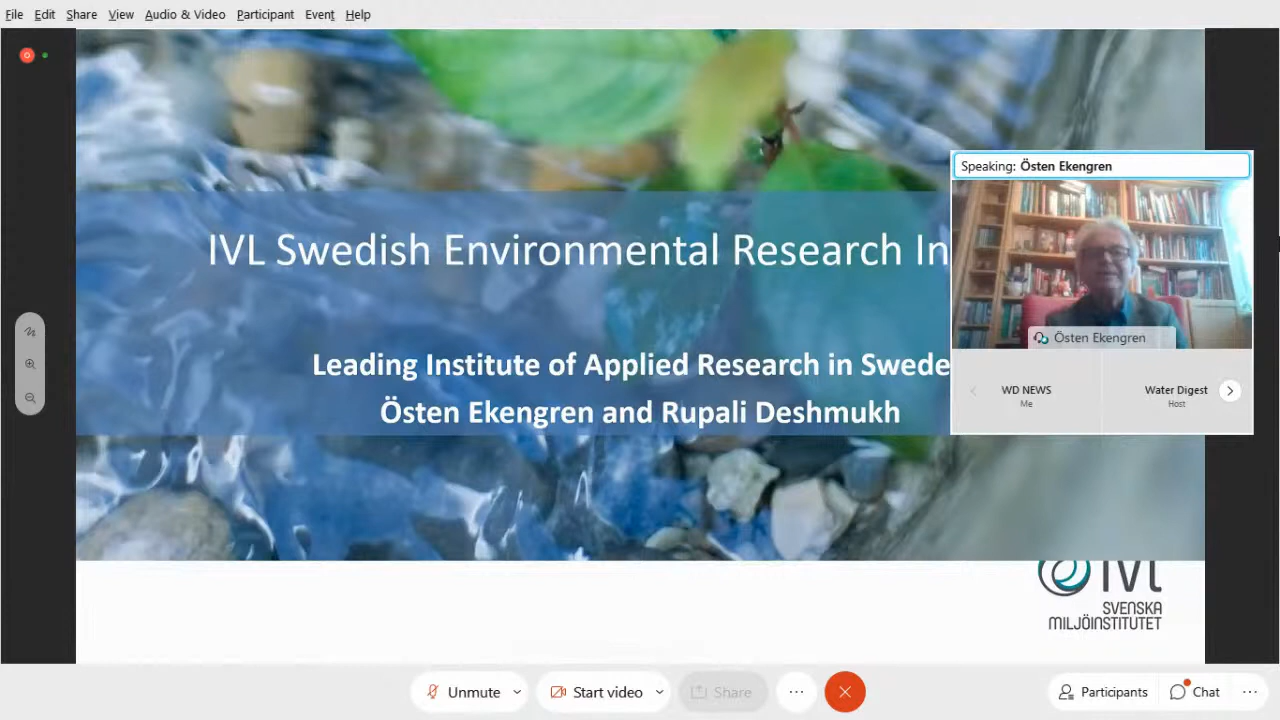 File Edit Share View Audio & Video Participant Event Help
Speaking: Östen Ekengren
IVL Swedish Environmental Research In
Östen Ekengren
Leading Institute of Applied Research in Swede
WD NEWS
Me
Water Digest
Host
Östen Ekengren and Rupali Deshmukh
ivl
SVENSKA
MILJÖINSTITUTET
Unmute
Start video
Share
Participants
Chat